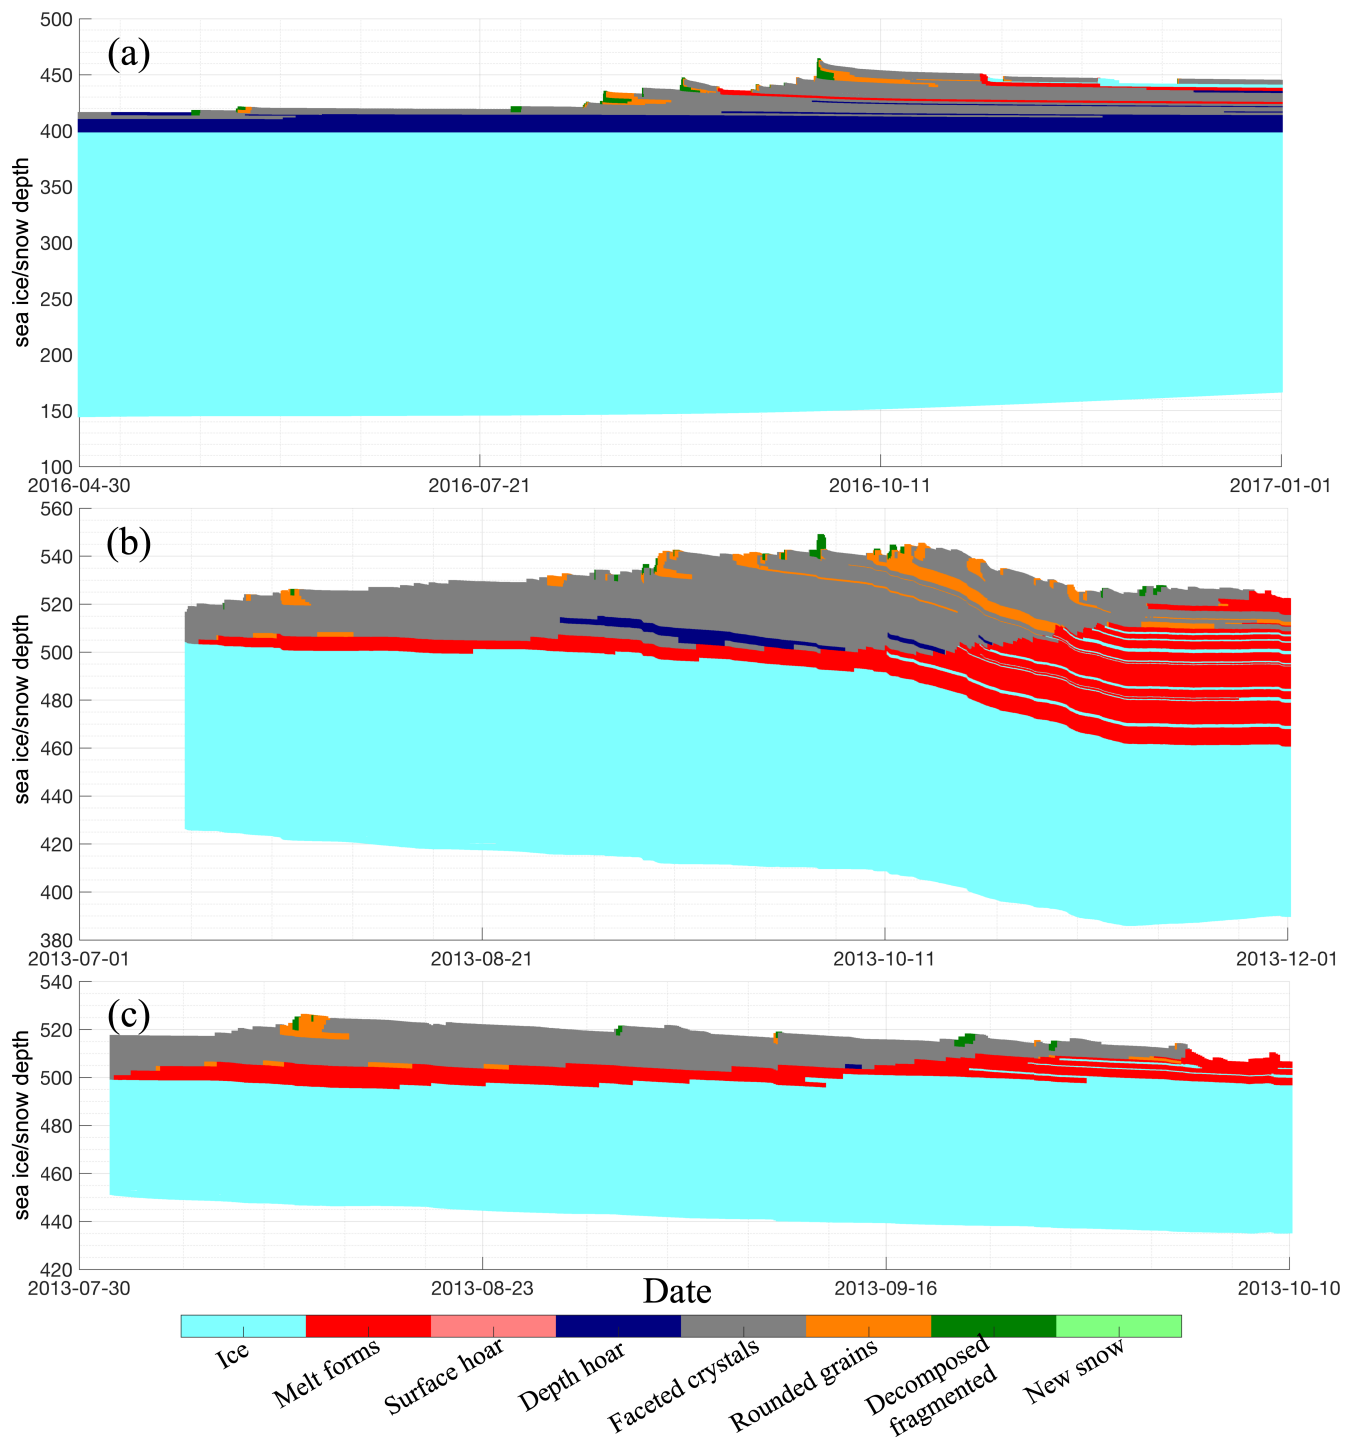 500
(a)
450
400
350
300
250
200
150
100
sea ice/snow depth
2016-04-30 2016-07-21 2016-10-11 2017-01-01
560
(b)
540
520
500
480
460
440
420
400
380
sea ice/snow depth
2013-07-01 2013-08-21 2013-10-11 2013-12-01
540
(c)
520
500
480
460
440
420
sea ice/snow depth
2013-07-30 2013-08-23 2013-09-16 2013-10-10
Date
Ice
Melt forms
Surface hoar
Depth hoar
Faceted crystals
Rounded grains
Decomposed
fragmented
New snow